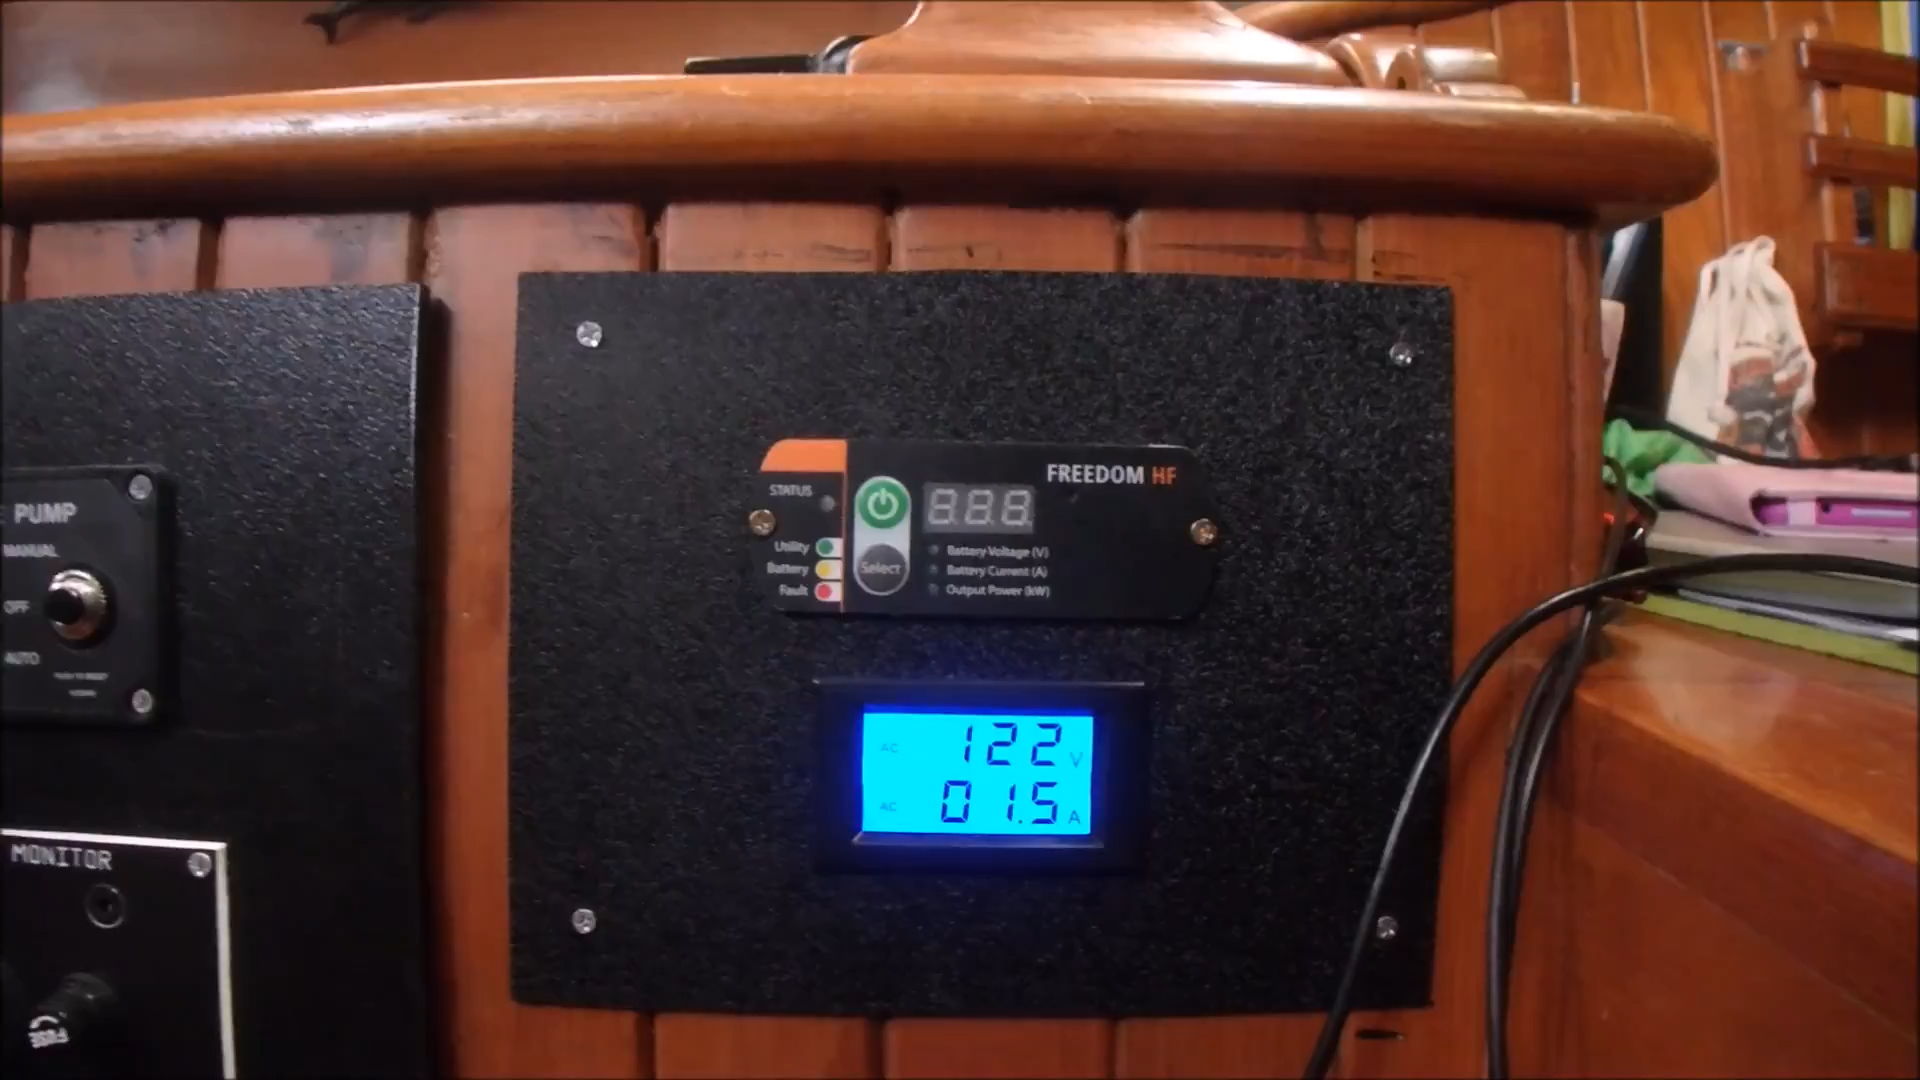 FREEDOM HF
STATUS
Utility
Battery
Fault
Select
Battery Voltage (V)
Battery Current (A)
Output Power (kW)
AC 122 V
AC 01.5 A
PUMP
MANUAL
OFF
AUTO
MONITOR
FUSE